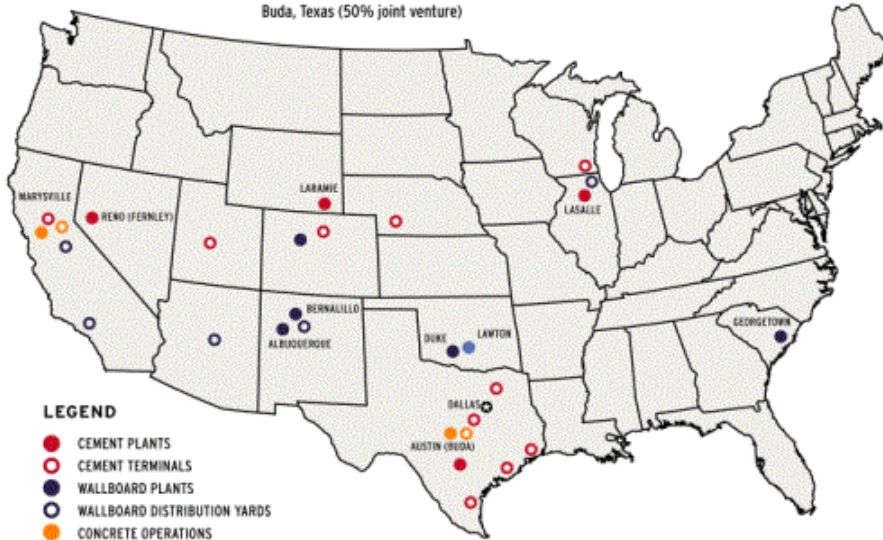 Buda, Texas (50% joint venture)
MARYSVILLE
LARAMIE
RENO (FERNLEY)
LASALLE
BERNALILLO
ALBUQUERQUE
DUKE
LAWTON
GEORGETOWN
DALLAS
AUSTIN (BUDA)
LEGEND
CEMENT PLANTS
CEMENT TERMINALS
WALLBOARD PLANTS
WALLBOARD DISTRIBUTION YARDS
CONCRETE OPERATIONS